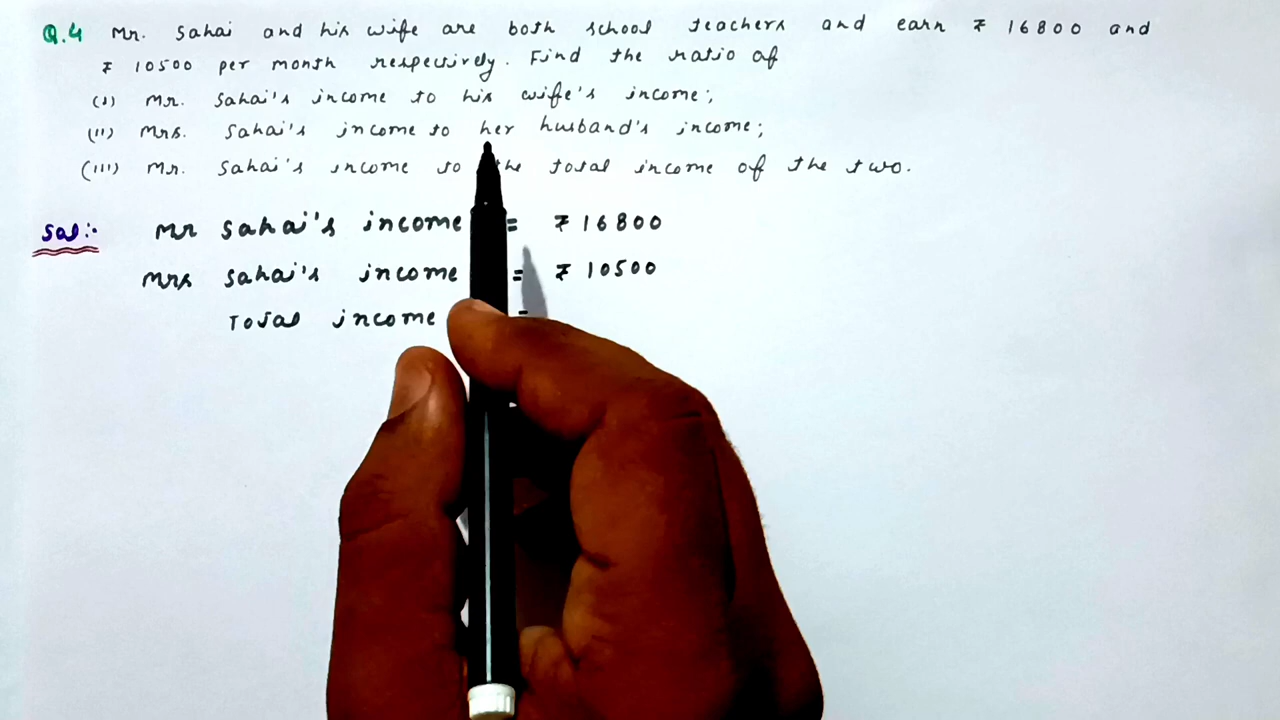 Q.4 Mr. Sahai and his wife are both school teachers and earn ₹ 16800 and
₹ 10500 per month respectively. Find the ratio of
(i) Mr. Sahai's income to his wife's income;
(ii) Mrs. Sahai's income to her husband's income;
(iii) Mr. Sahai's income to the total income of the two.
Sol:- Mr Sahai's income = ₹ 16800
Mrs Sahai's income = ₹ 10500
Total income =